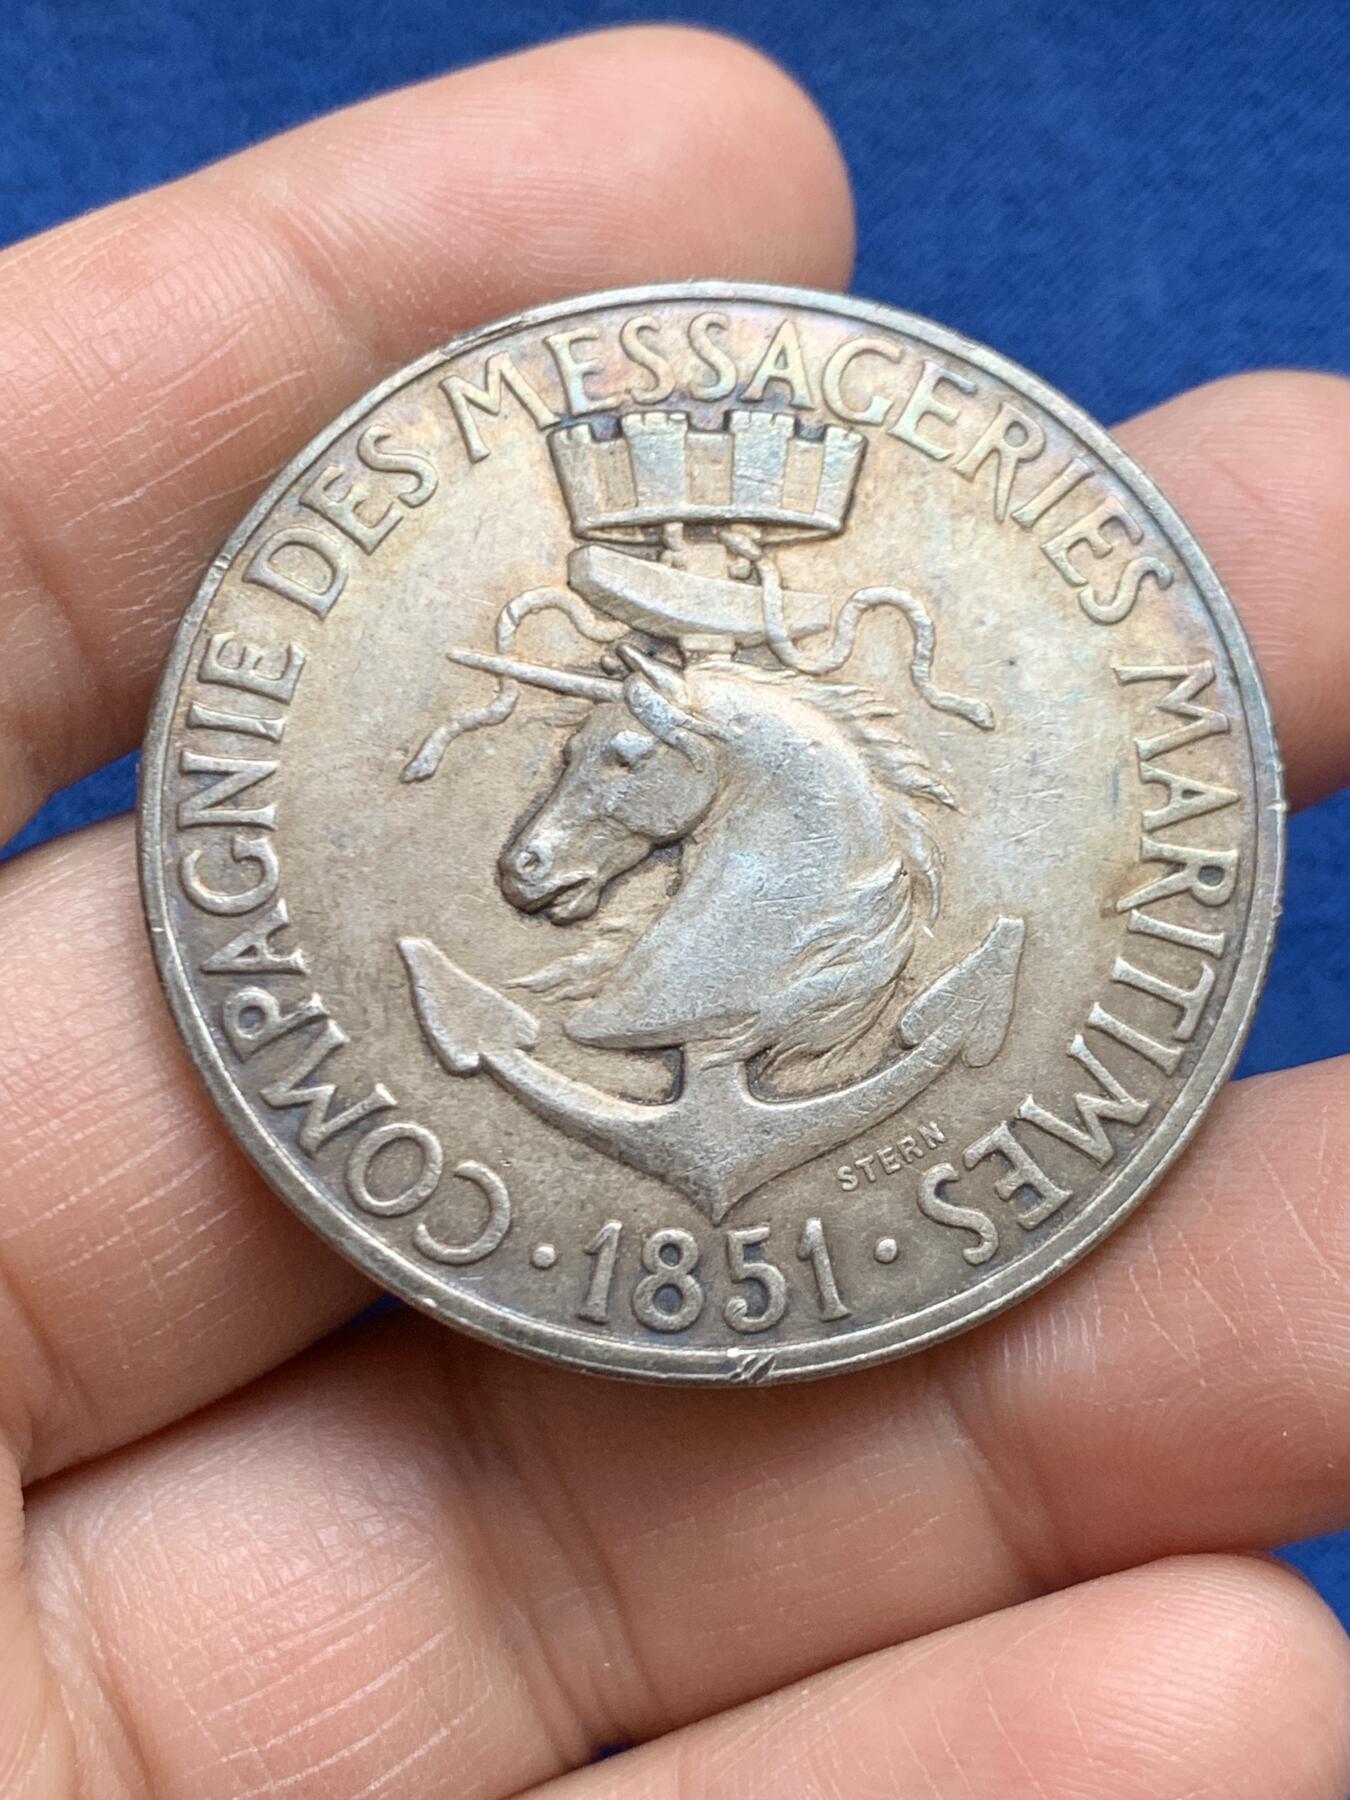 COMPAGNIE DES MESSAGERIES MARITIMES
STERN
· 1851 ·